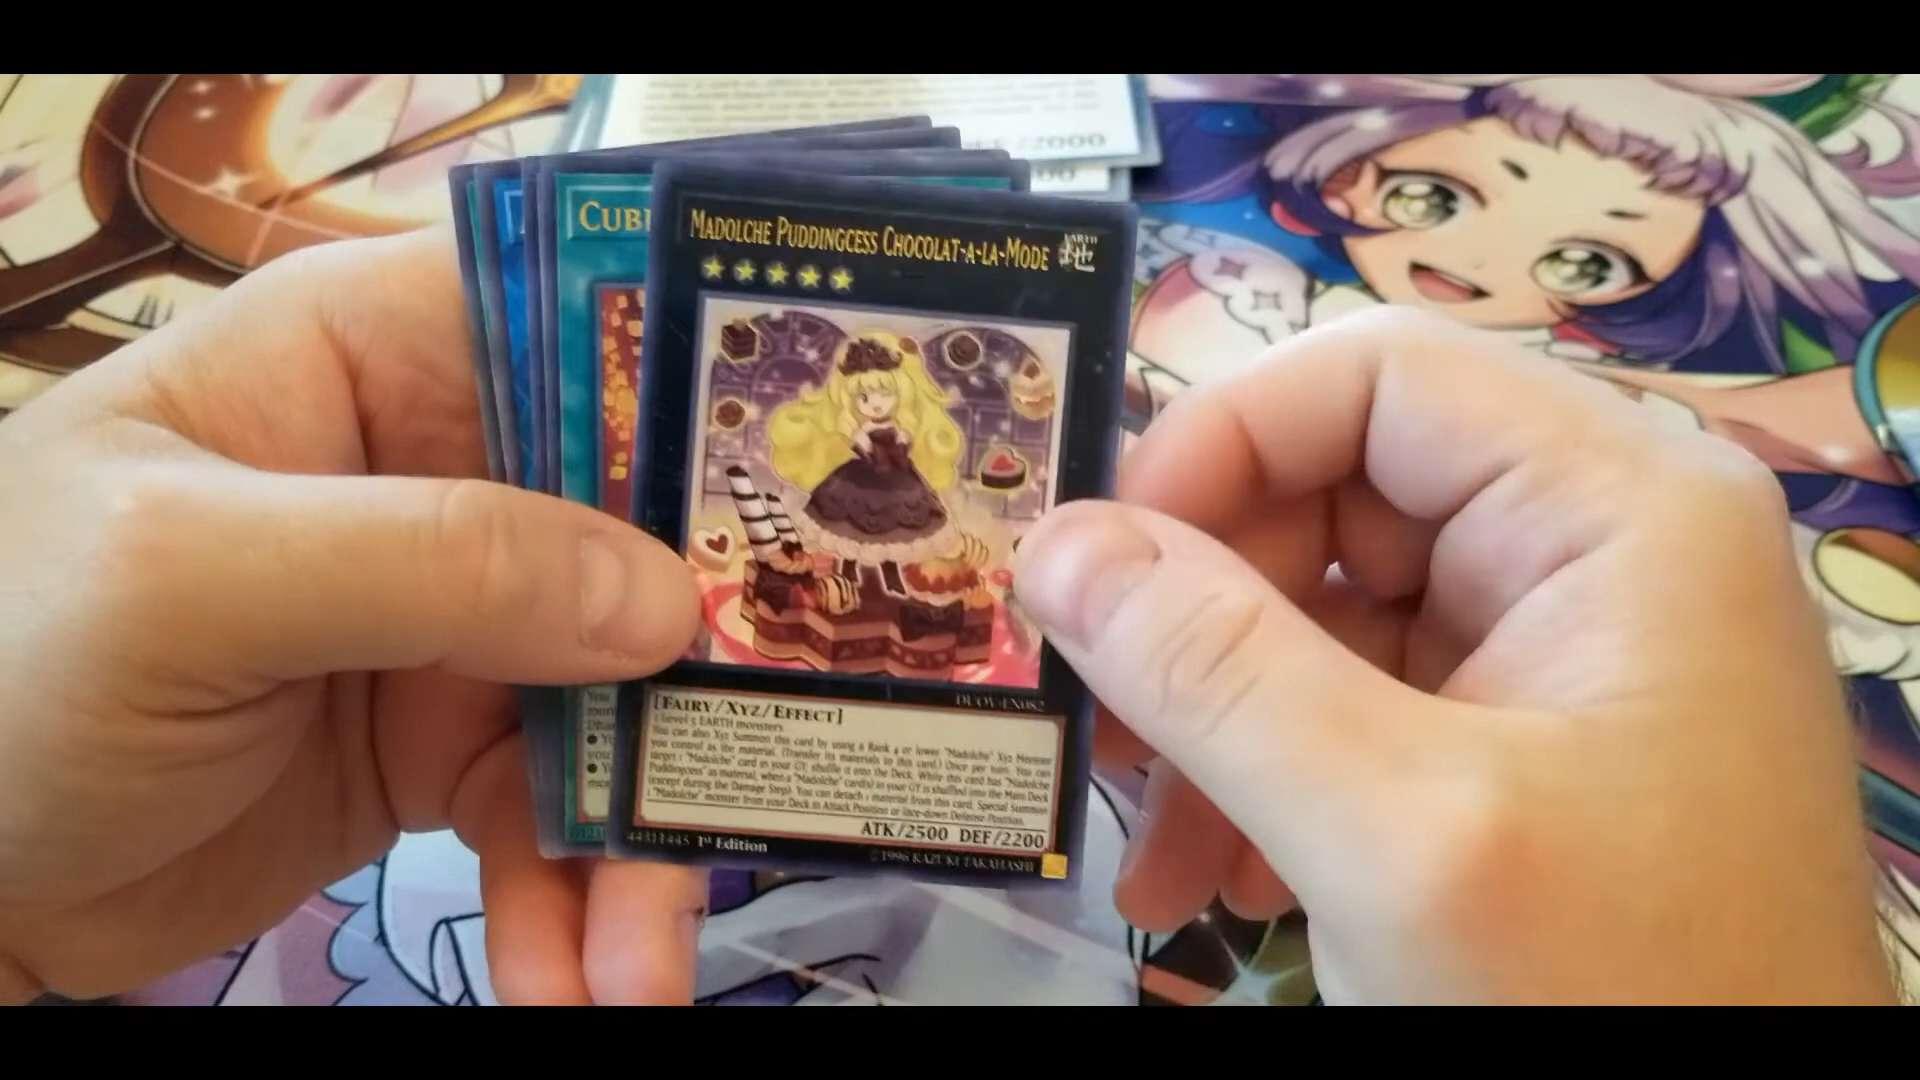 /2000
CUBI
MADOLCHE PUDDINGCESS CHOCOLAT-A-LA-MODE
EARTH
地
DUOV-EN082
[FAIRY/XYZ/EFFECT]
2 Level 5 EARTH monsters
You can also Xyz Summon this card by using a Rank 4 or lower "Madolche" Xyz Monster
you control as the material. (Transfer its materials to this card.) Once per turn: You can
target 1 "Madolche" card in your GY; shuffle it into the Deck. While this card has "Madolche
Puddingcess" as material, when a "Madolche" card(s) in your GY is shuffled into the Main Deck
(except during the Damage Step): You can detach 1 material from this card; Special Summon
1 "Madolche" monster from your Deck in Attack Position or face-down Defense Position.
ATK/2500 DEF/2200
44311445 1st Edition
©1996 KAZUKI TAKAHASHI
You
mon
● Yo
you
● Y